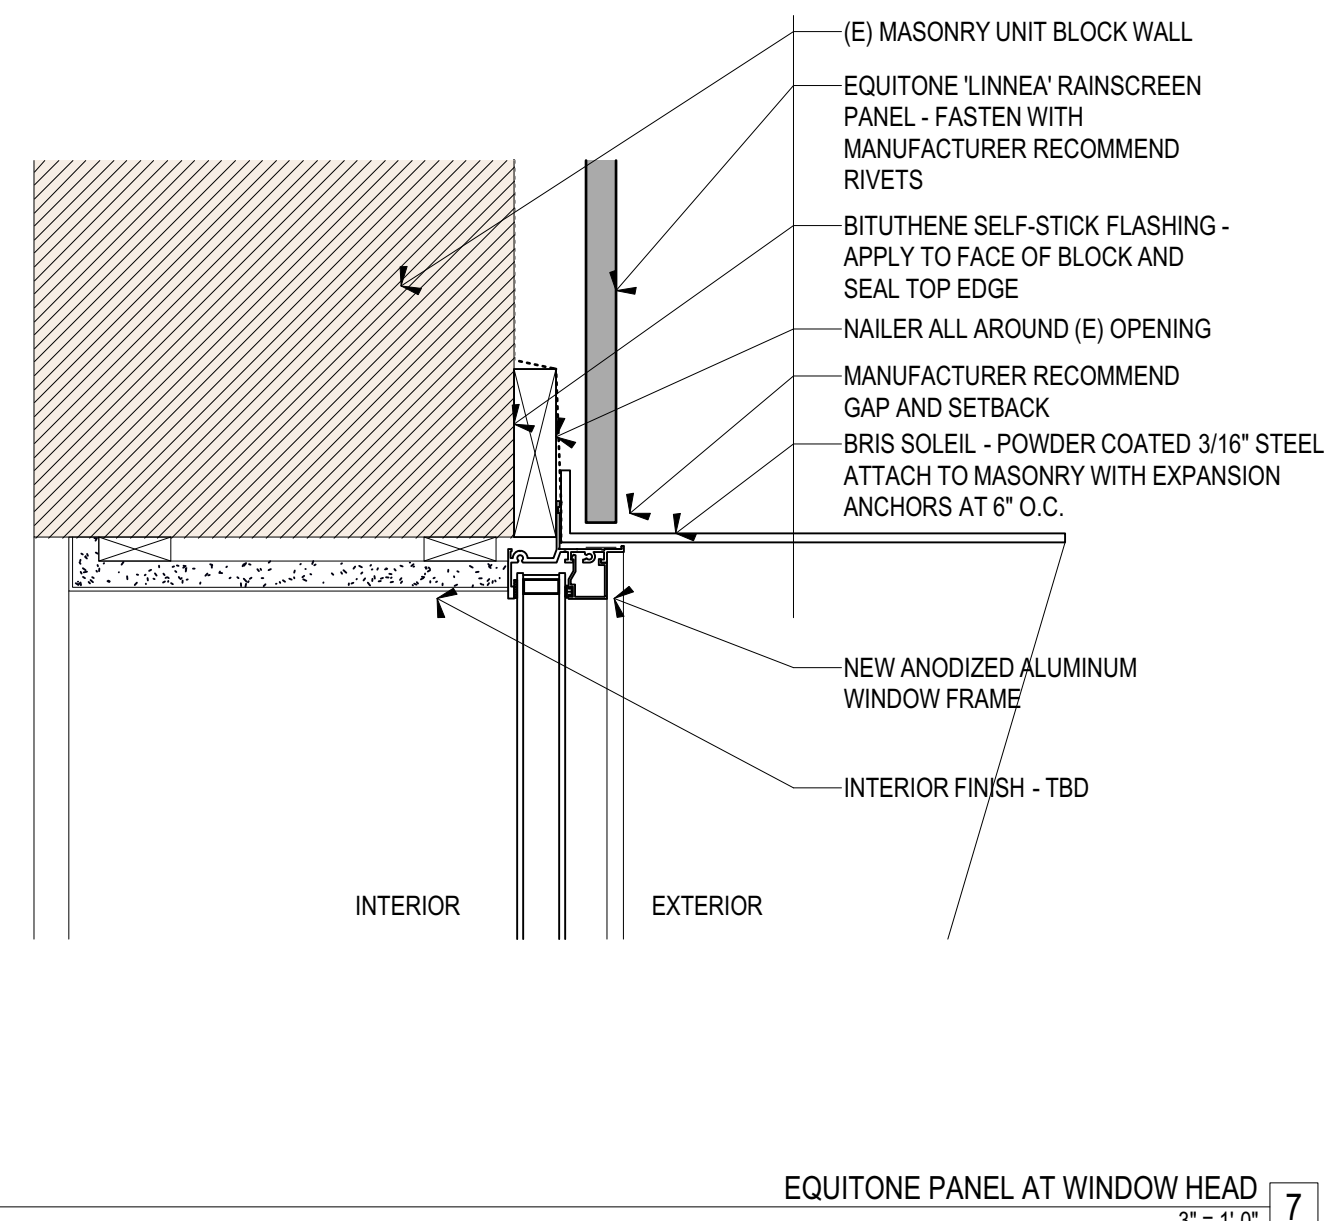 (E) MASONRY UNIT BLOCK WALL
EQUITONE 'LINNEA' RAINSCREEN
PANEL - FASTEN WITH
MANUFACTURER RECOMMEND
RIVETS
BITUTHENE SELF-STICK FLASHING -
APPLY TO FACE OF BLOCK AND
SEAL TOP EDGE
NAILER ALL AROUND (E) OPENING
MANUFACTURER RECOMMEND
GAP AND SETBACK
BRIS SOLEIL - POWDER COATED 3/16" STEEL
ATTACH TO MASONRY WITH EXPANSION
ANCHORS AT 6" O.C.
NEW ANODIZED ALUMINUM
WINDOW FRAME
INTERIOR FINISH - TBD
INTERIOR
EXTERIOR
EQUITONE PANEL AT WINDOW HEAD
7
3" = 1'-0"